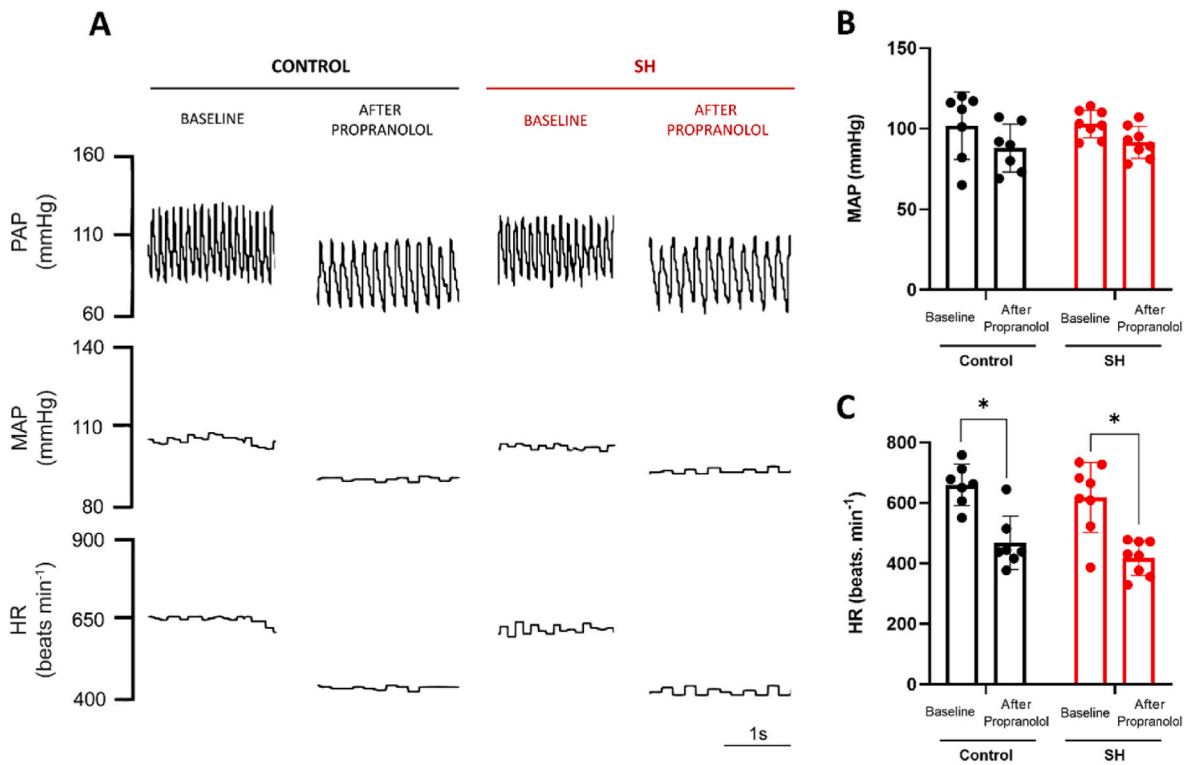 A
CONTROL
SH
BASELINE
AFTER
PROPRANOLOL
BASELINE
AFTER
PROPRANOLOL
160
110
60
PAP
(mmHg)
140
110
80
MAP
(mmHg)
900
650
400
HR
(beats min⁻¹)
1s
B
150
100
50
0
MAP (mmHg)
Baseline
After
Propranolol
Baseline
After
Propranolol
Control
SH
C
*
*
800
600
400
200
0
HR (beats. min⁻¹)
Baseline
After
Propranolol
Baseline
After
Propranolol
Control
SH